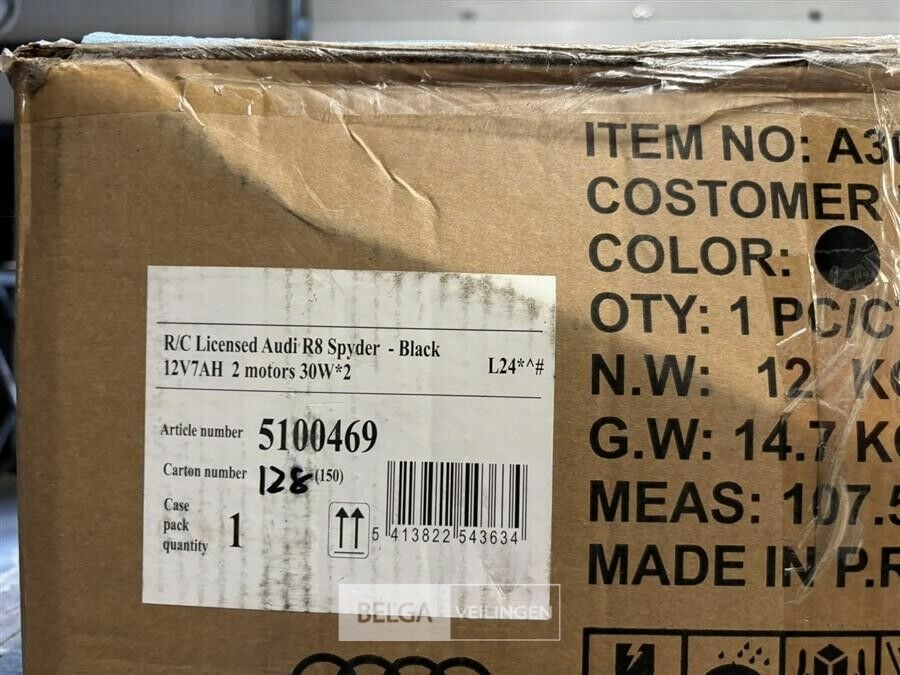 R/C Licensed Audi R8 Spyder - Black
12V7AH 2 motors 30W*2 L24*^#
Article number 5100469
Carton number 128 (150)
Case
pack
quantity 1
5 413822 543634
BELGA VEILINGEN
ITEM NO: A3
COSTOMER
COLOR:
OTY: 1 PC/C
N.W: 12 K
G.W: 14.7 K
MEAS: 107.5
MADE IN P.R